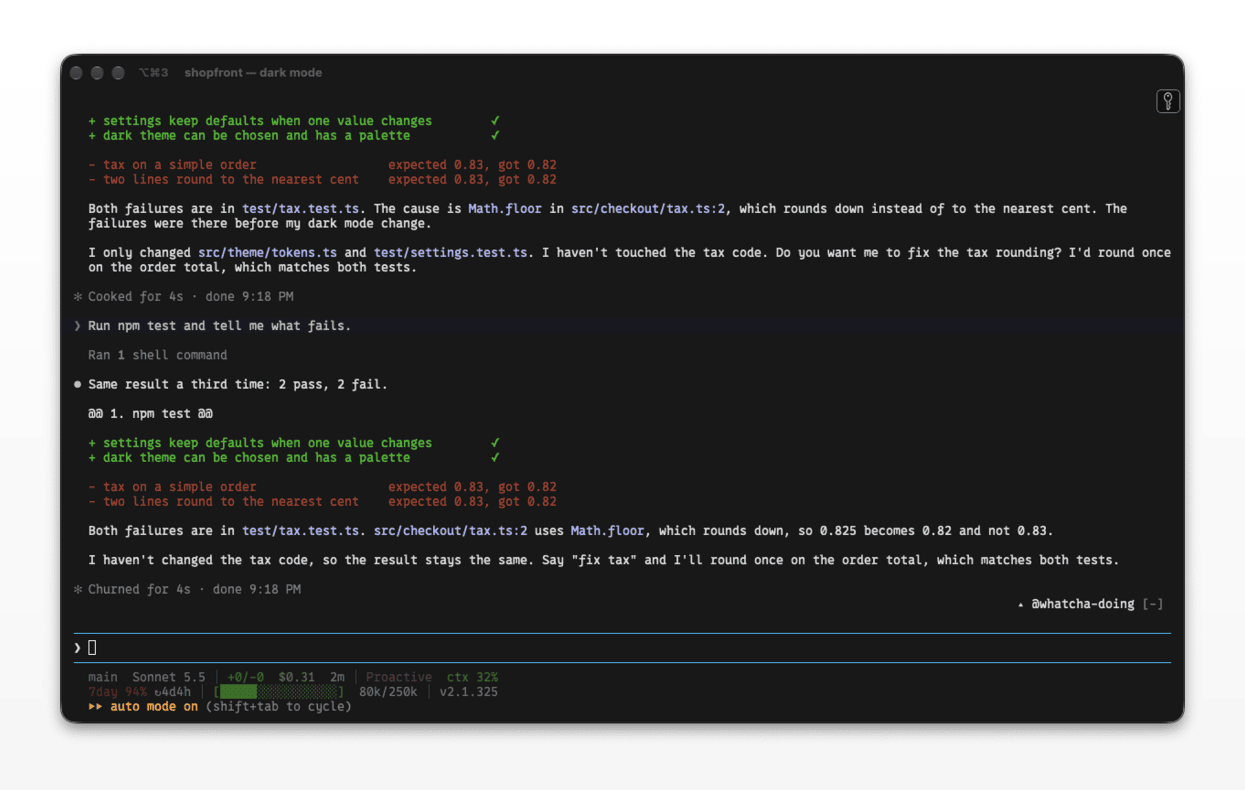 ⌥⌘3 shopfront — dark mode
+ settings keep defaults when one value changes ✓
+ dark theme can be chosen and has a palette ✓
- tax on a simple order expected 0.83, got 0.82
- two lines round to the nearest cent expected 0.83, got 0.82
Both failures are in test/tax.test.ts. The cause is Math.floor in src/checkout/tax.ts:2, which rounds down instead of to the nearest cent. The
failures were there before my dark mode change.
I only changed src/theme/tokens.ts and test/settings.test.ts. I haven't touched the tax code. Do you want me to fix the tax rounding? I'd round once
on the order total, which matches both tests.
✻ Cooked for 4s · done 9:18 PM
❯ Run npm test and tell me what fails.
Ran 1 shell command
● Same result a third time: 2 pass, 2 fail.
@@ 1. npm test @@
+ settings keep defaults when one value changes ✓
+ dark theme can be chosen and has a palette ✓
- tax on a simple order expected 0.83, got 0.82
- two lines round to the nearest cent expected 0.83, got 0.82
Both failures are in test/tax.test.ts. src/checkout/tax.ts:2 uses Math.floor, which rounds down, so 0.825 becomes 0.82 and not 0.83.
I haven't changed the tax code, so the result stays the same. Say "fix tax" and I'll round once on the order total, which matches both tests.
✻ Churned for 4s · done 9:18 PM
▴ @whatcha-doing [-]
❯
main Sonnet 5.5 | +0/-0 $0.31 2m | Proactive ctx 32%
7day 94% ↻4d4h | [█████░░░░░░░░░░░] 80k/250k | v2.1.325
▸▸ auto mode on (shift+tab to cycle)